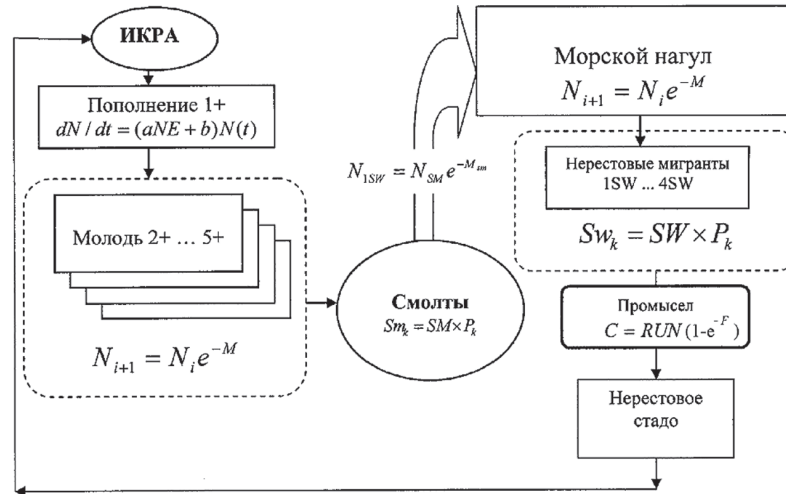 ИКРА
Пополнение 1+
dN / dt = (aNE + b)N(t)
Молодь 2+ ... 5+
N_{i+1} = N_i e^{-M}
Смолты
Sm_k = SM × P_k
N_{1SW} = N_{SM} e^{-M_{sm}}
Морской нагул
N_{i+1} = N_i e^{-M}
Нерестовые мигранты
1SW ... 4SW
Sw_k = SW × P_k
Промысел
C = RUN (1-e^{-F})
Нерестовое
стадо